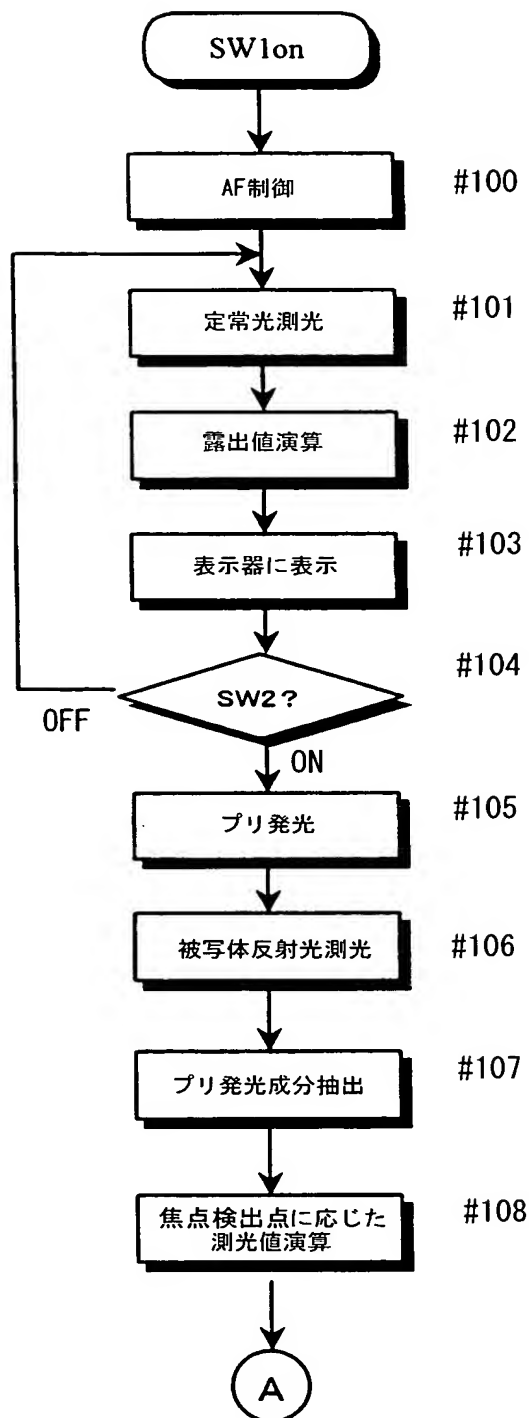 SW1on
AF制御
#100
定常光測光
#101
露出値演算
#102
表示器に表示
#103
SW2?
#104
OFF
ON
プリ発光
#105
被写体反射光測光
#106
プリ発光成分抽出
#107
焦点検出点に応じた
測光値演算
#108
A